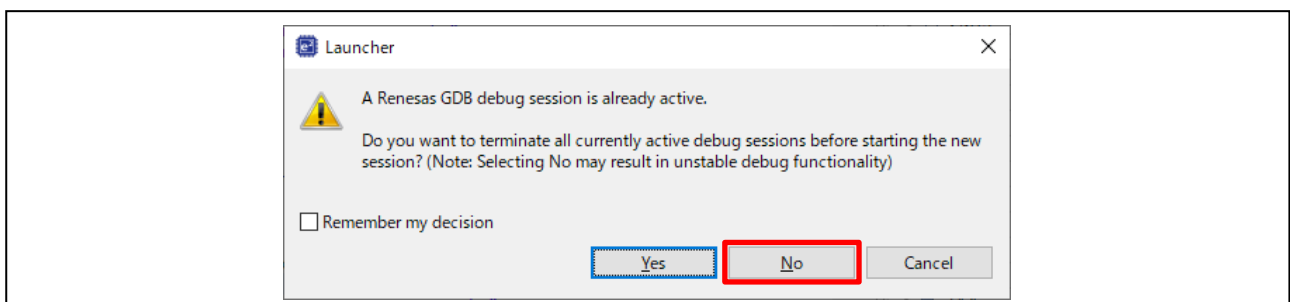 Launcher
A Renesas GDB debug session is already active.
Do you want to terminate all currently active debug sessions before starting the new
session? (Note: Selecting No may result in unstable debug functionality)
Remember my decision
Yes No Cancel